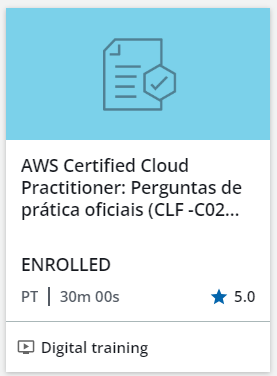 AWS Certified Cloud
Practitioner: Perguntas de
prática oficiais (CLF -C02...
ENROLLED
PT | 30m 00s 5.0
Digital training